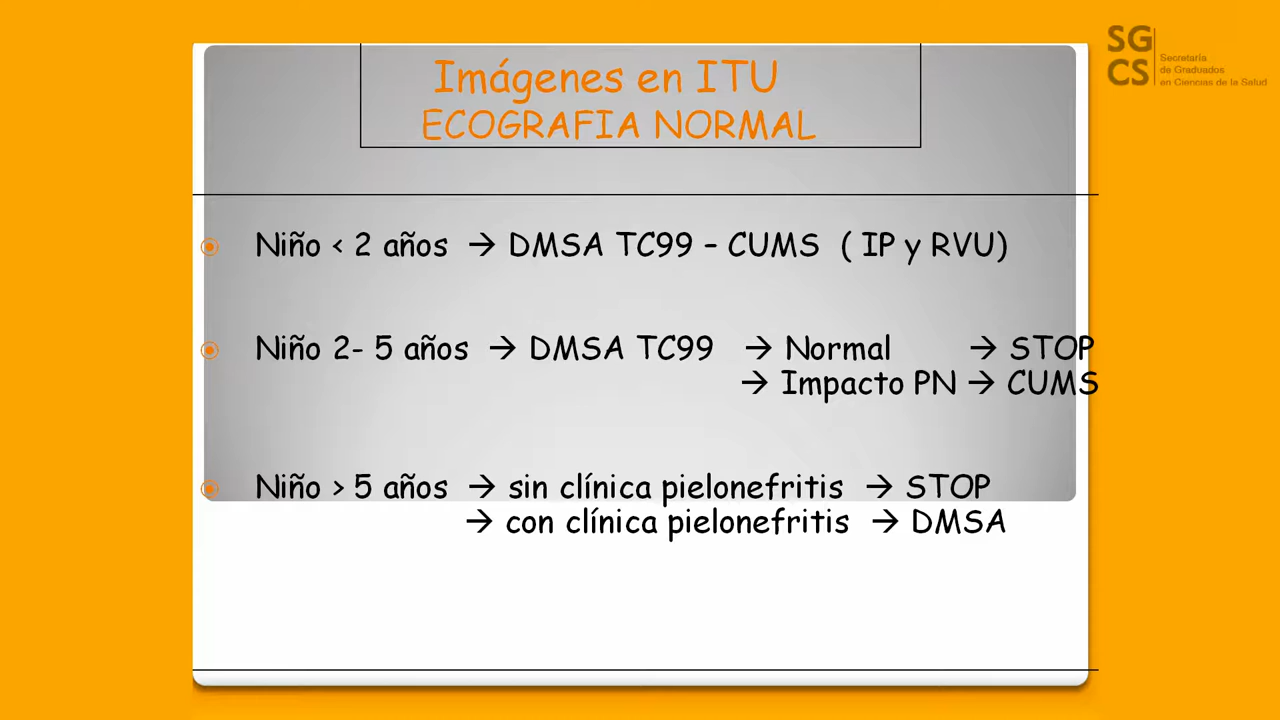 Imágenes en ITU
ECOGRAFIA NORMAL
SG
CS
Secretaría
de Graduados
en Ciencias de la Salud
Niño < 2 años → DMSA TC99 – CUMS ( IP y RVU)
Niño 2- 5 años → DMSA TC99 → Normal → STOP
→ Impacto PN → CUMS
Niño > 5 años → sin clínica pielonefritis → STOP
→ con clínica pielonefritis → DMSA